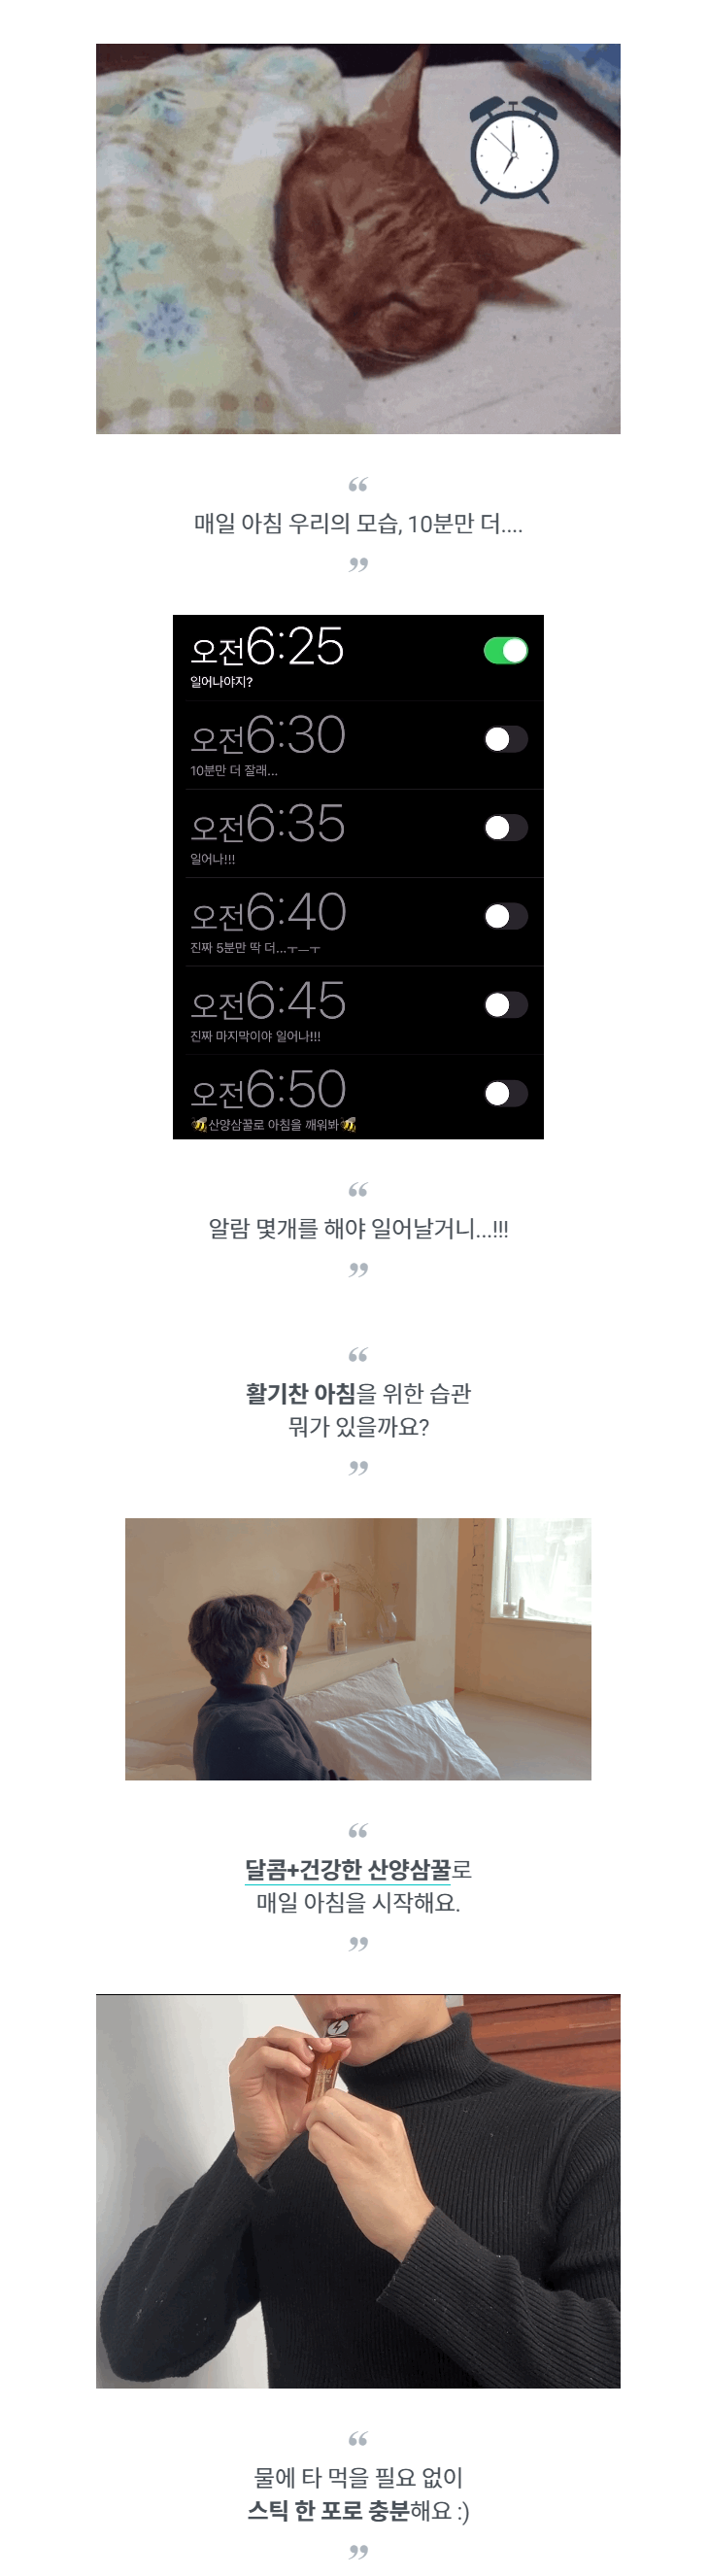 “
매일 아침 우리의 모습, 10분만 더....
”
오전6:25
일어나야지?
오전6:30
10분만 더 잘래...
오전6:35
일어나!!!
오전6:40
진짜 5분만 딱 더...ㅜㅡㅜ
오전6:45
진짜 마지막이야 일어나!!!
오전6:50
🐝산양삼꿀로 아침을 깨워봐🐝
“
알람 몇개를 해야 일어날거니...!!!
”
“
활기찬 아침을 위한 습관
뭐가 있을까요?
”
“
달콤+건강한 산양삼꿀로
매일 아침을 시작해요.
”
“
물에 타 먹을 필요 없이
스틱 한 포로 충분해요 :)
”